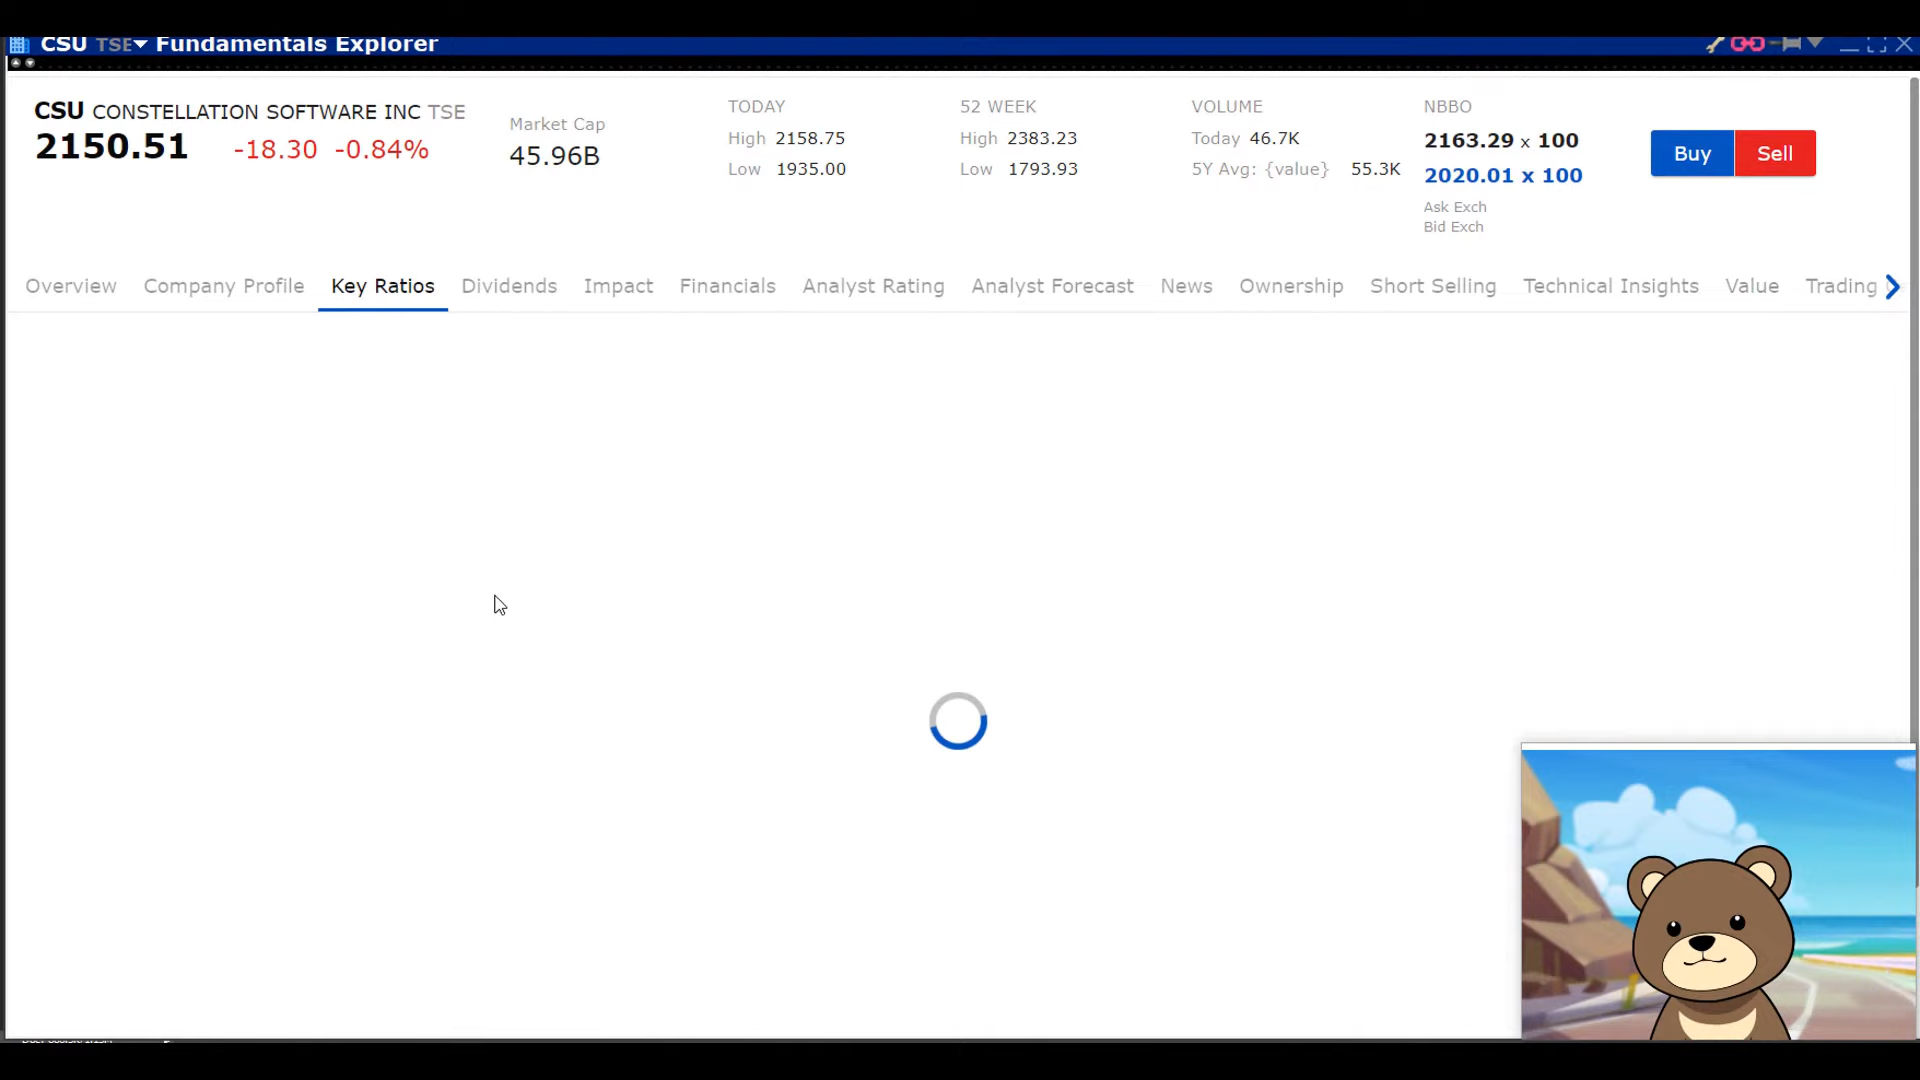 CSU TSE Fundamentals Explorer
CSU CONSTELLATION SOFTWARE INC TSE
2150.51 -18.30 -0.84%
Market Cap
45.96B
TODAY
High 2158.75
Low 1935.00
52 WEEK
High 2383.23
Low 1793.93
VOLUME
Today 46.7K
5Y Avg: {value} 55.3K
NBBO
2163.29 x 100
2020.01 x 100
Ask Exch
Bid Exch
Buy Sell
Overview Company Profile Key Ratios Dividends Impact Financials Analyst Rating Analyst Forecast News Ownership Short Selling Technical Insights Value Trading